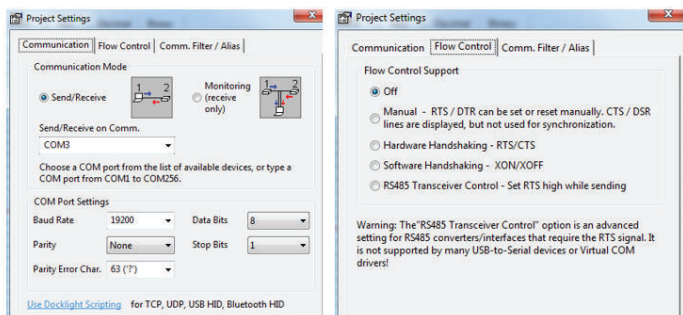 Project Settings
Communication
Flow Control
Comm. Filter / Alias
Communication Mode
Send/Receive
1 2
Monitoring
(receive
only)
1 2
Send/Receive on Comm.
COM3
Choose a COM port from the list of available devices, or type a
COM port from COM1 to COM256.
COM Port Settings
Baud Rate 19200 Data Bits 8
Parity None Stop Bits 1
Parity Error Char. 63 ('?')
Use Docklight Scripting for TCP, UDP, USB HID, Bluetooth HID
Project Settings
Communication
Flow Control
Comm. Filter / Alias
Flow Control Support
Off
Manual - RTS / DTR can be set or reset manually. CTS / DSR
lines are displayed, but not used for synchronization.
Hardware Handshaking - RTS/CTS
Software Handshaking - XON/XOFF
RS485 Transceiver Control - Set RTS high while sending
Warning: The"RS485 Transceiver Control" option is an advanced
setting for RS485 converters/interfaces that require the RTS signal. It
is not supported by many USB-to-Serial devices or Virtual COM
drivers!